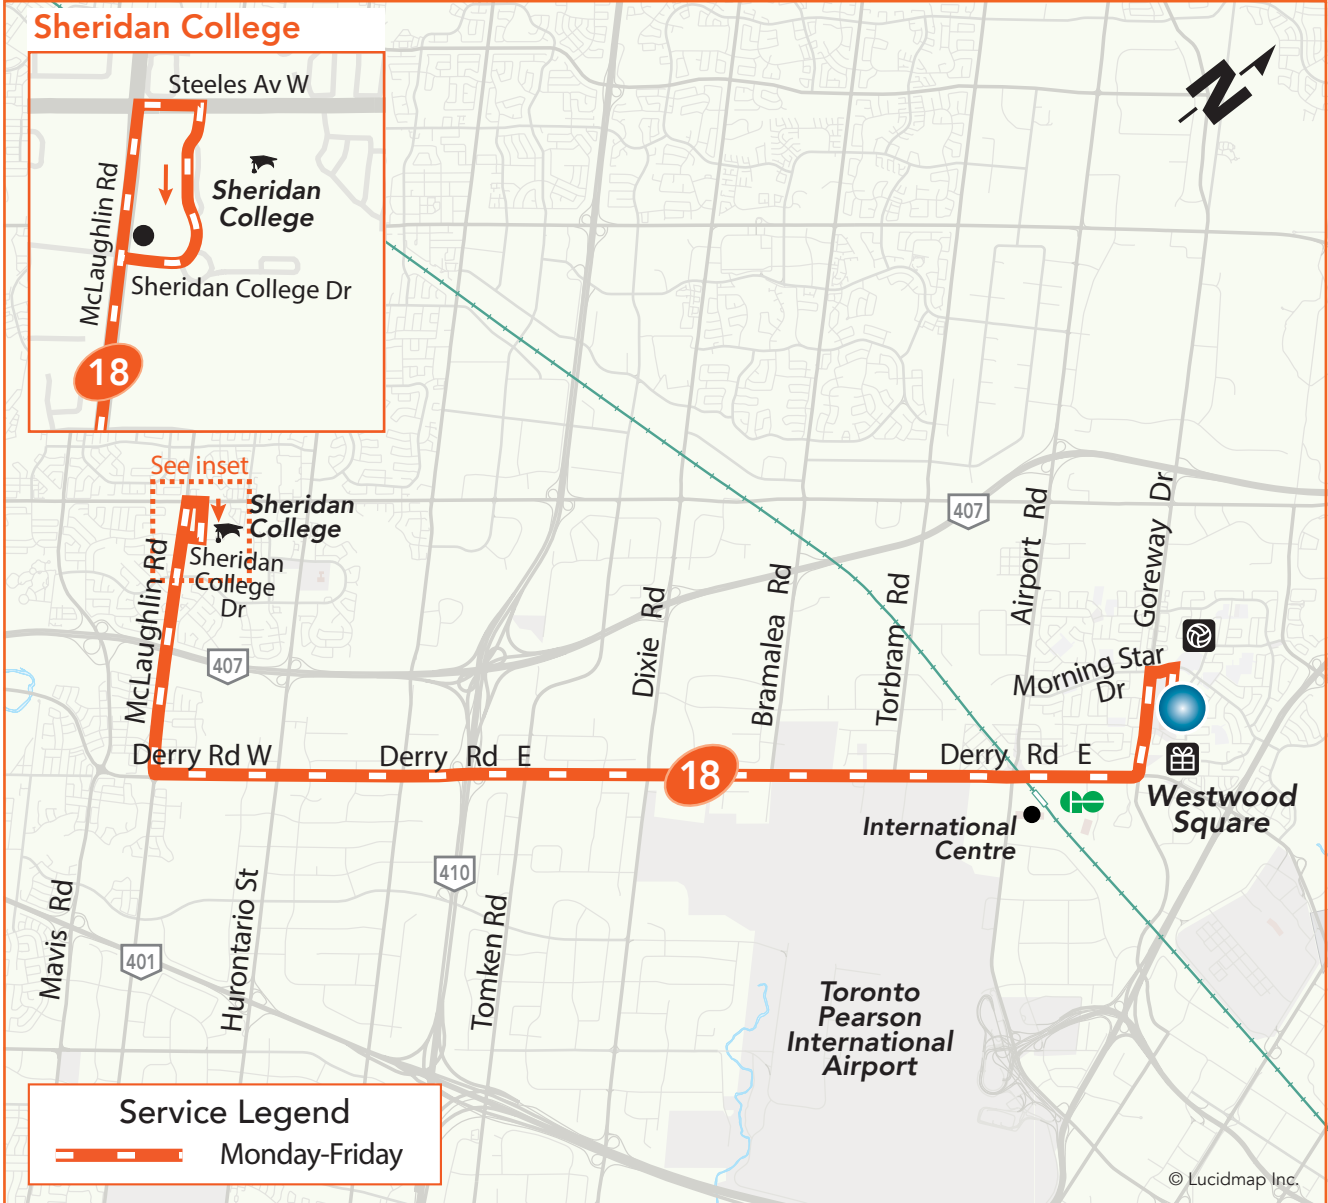 Sheridan College
Steeles Av W
McLaughlin Rd
Sheridan
College
Sheridan College Dr
18
N
See inset
Sheridan
College
Sheridan
College
Dr
McLaughlin Rd
407
407
Dixie Rd
Bramalea Rd
Torbram Rd
Airport Rd
Goreway Dr
Morning Star
Dr
Derry Rd W
Derry Rd E
18
Derry Rd E
GO
Westwood
Square
International
Centre
Mavis Rd
401
Hurontario St
410
Tomken Rd
Toronto
Pearson
International
Airport
Service Legend
Monday-Friday
© Lucidmap Inc.